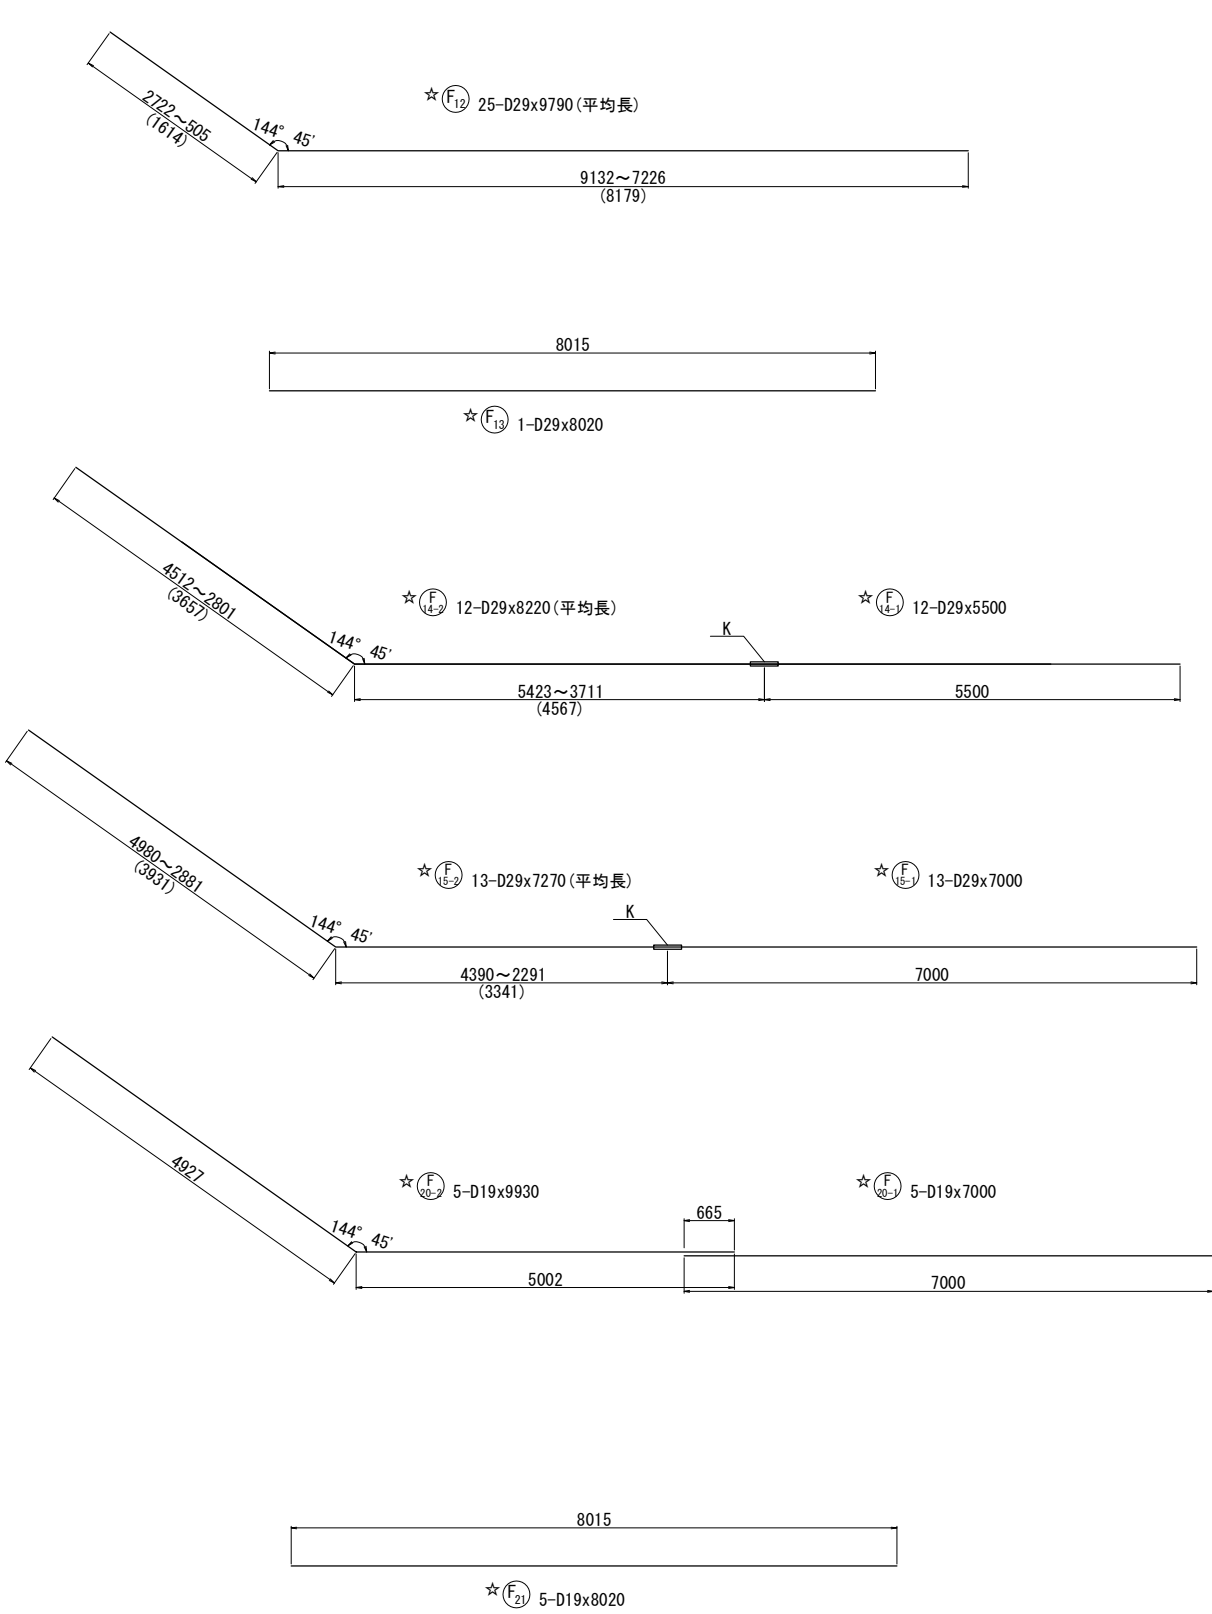 ☆ F12 25-D29x9790(平均長)
2722～505
(1614)
144° 45'
9132～7226
(8179)
8015
☆ F13 1-D29x8020
4512～2801
(3657)
☆ F14-2 12-D29x8220(平均長)
☆ F14-1 12-D29x5500
K
144° 45'
5423～3711
(4567)
5500
4980～2881
(3931)
☆ F15-2 13-D29x7270(平均長)
☆ F15-1 13-D29x7000
K
144° 45'
4390～2291
(3341)
7000
4927
☆ F20-2 5-D19x9930
☆ F20-1 5-D19x7000
665
144° 45'
5002
7000
8015
☆ F21 5-D19x8020